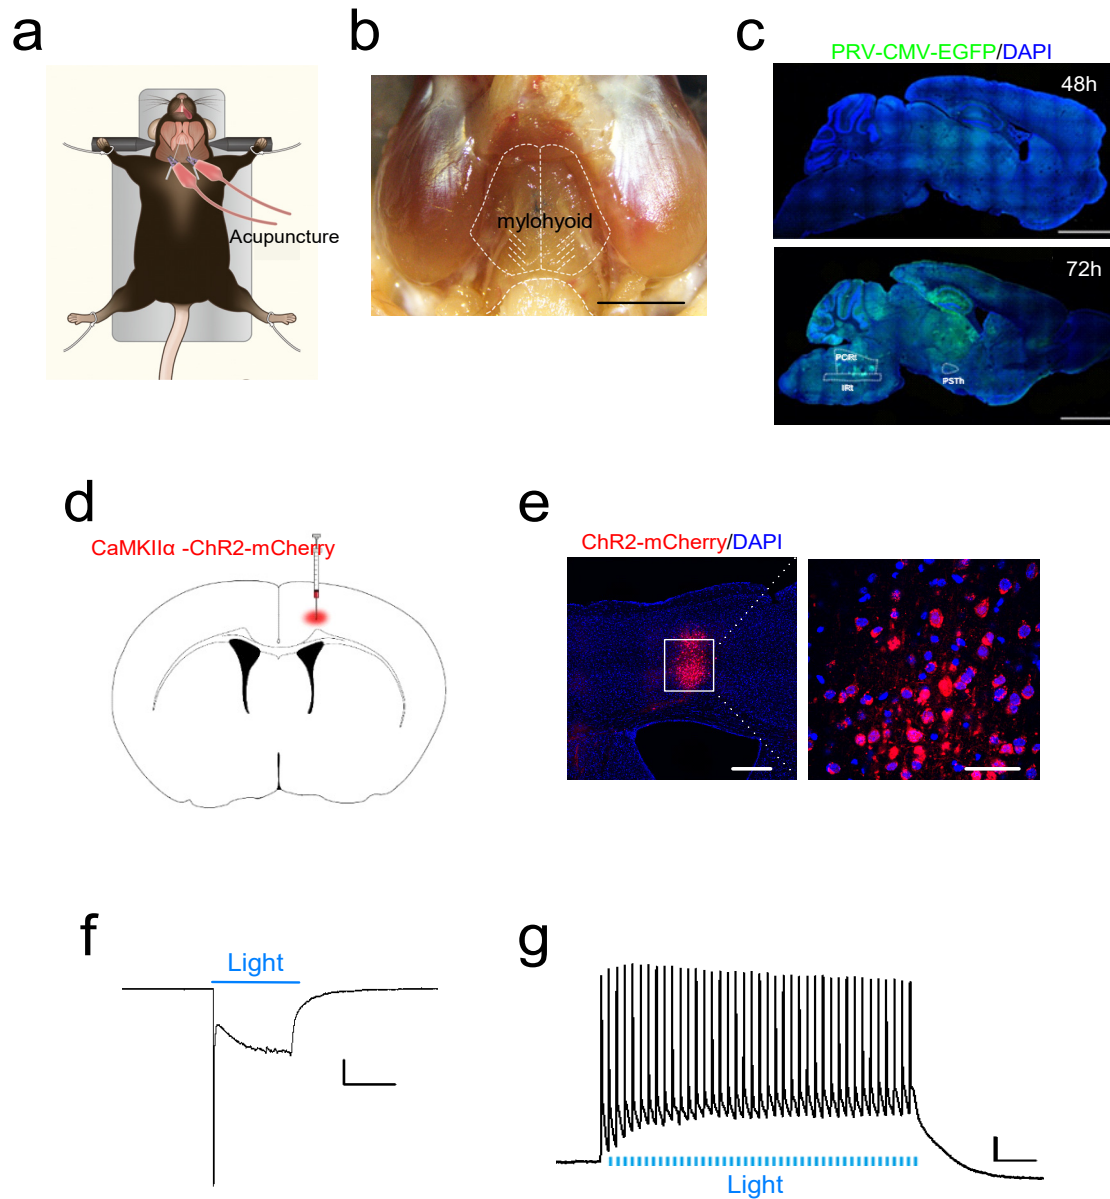 a
Acupuncture
b
mylohyoid
c
PRV-CMV-EGFP/DAPI
48h
72h
PCRt
IRt
PSTh
d
CaMKIIα -ChR2-mCherry
e
ChR2-mCherry/DAPI
f
Light
g
Light